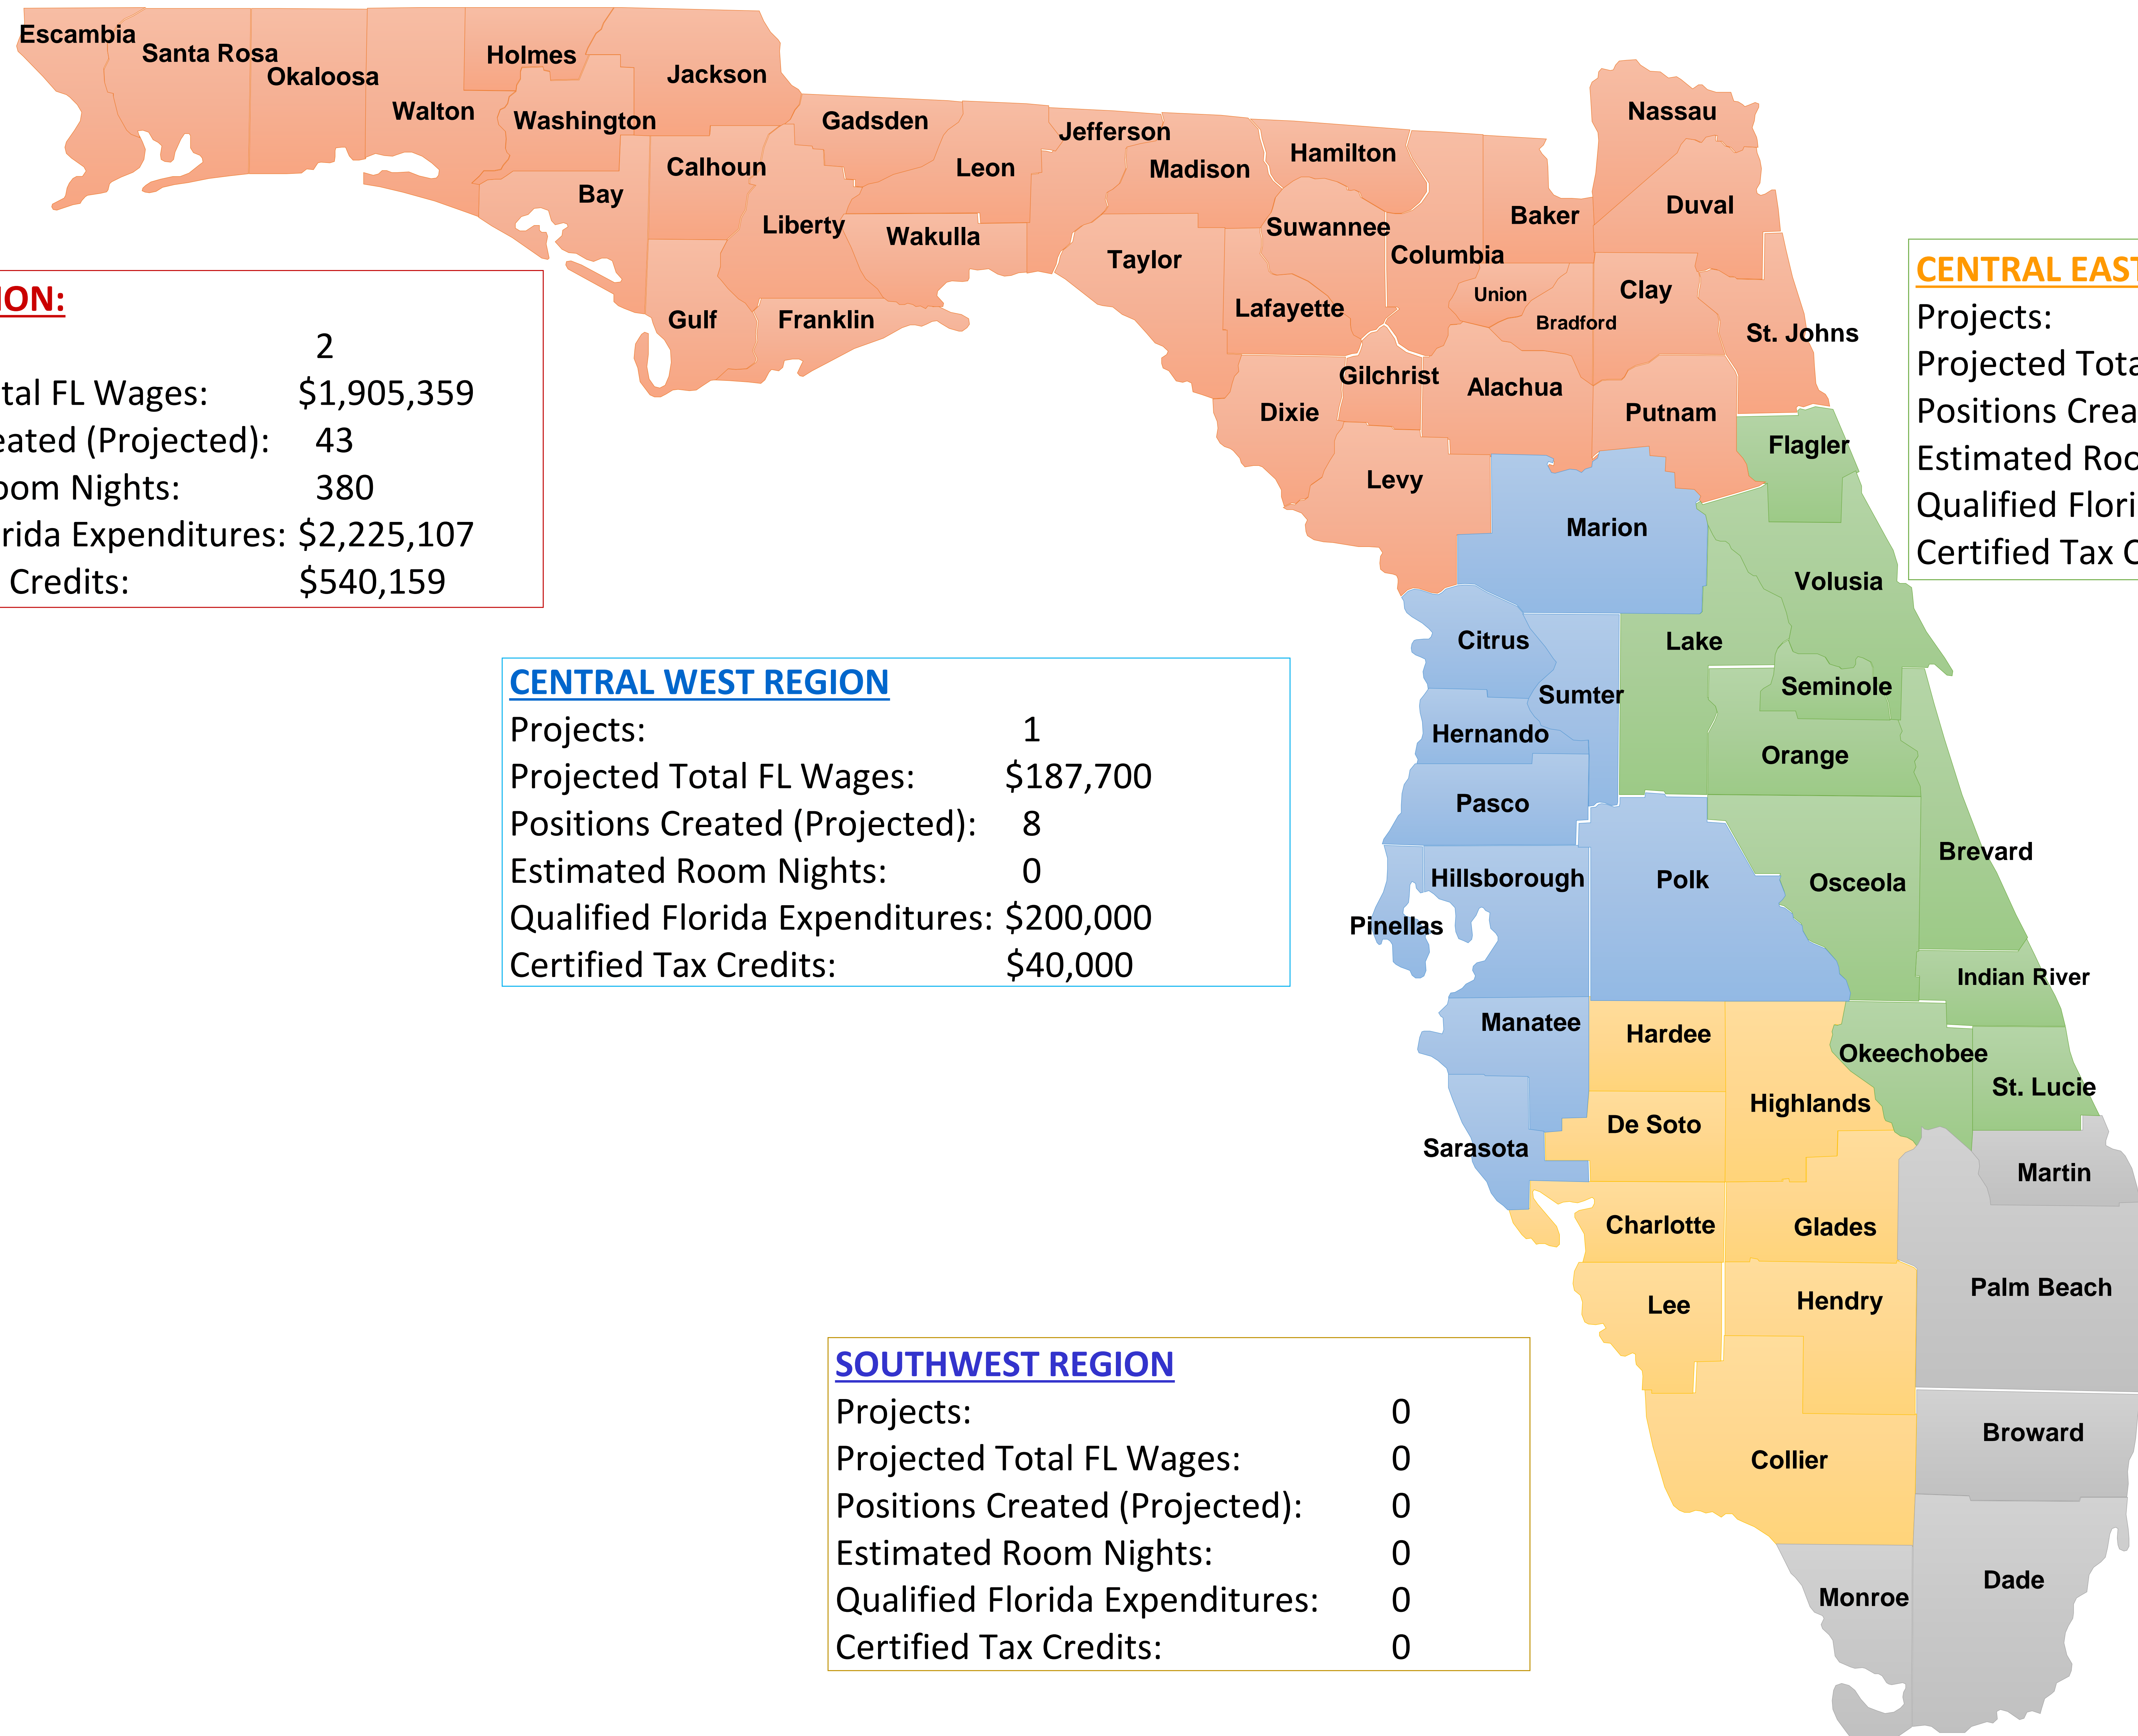 Escambia
Santa Rosa
Okaloosa
Walton
Holmes
Washington
Jackson
Bay
Calhoun
Gulf
Liberty
Gadsden
Franklin
Wakulla
Leon
Jefferson
Madison
Taylor
Hamilton
Suwannee
Lafayette
Dixie
Columbia
Gilchrist
Levy
Baker
Union
Bradford
Alachua
Nassau
Duval
Clay
St. Johns
Putnam
Flagler
Marion
Volusia
Citrus
Lake
Sumter
Seminole
Hernando
Orange
Pasco
Brevard
Hillsborough
Polk
Osceola
Pinellas
Indian River
Manatee
Hardee
Okeechobee
St. Lucie
Highlands
De Soto
Sarasota
Martin
Charlotte
Glades
Palm Beach
Lee
Hendry
Broward
Collier
Dade
Monroe
ION:
2
tal FL Wages: $1,905,359
eated (Projected): 43
oom Nights: 380
rida Expenditures: $2,225,107
Credits: $540,159
CENTRAL EAST
Projects:
Projected Tota
Positions Crea
Estimated Roo
Qualified Flori
Certified Tax C
CENTRAL WEST REGION
Projects: 1
Projected Total FL Wages: $187,700
Positions Created (Projected): 8
Estimated Room Nights: 0
Qualified Florida Expenditures: $200,000
Certified Tax Credits: $40,000
SOUTHWEST REGION
Projects: 0
Projected Total FL Wages: 0
Positions Created (Projected): 0
Estimated Room Nights: 0
Qualified Florida Expenditures: 0
Certified Tax Credits: 0